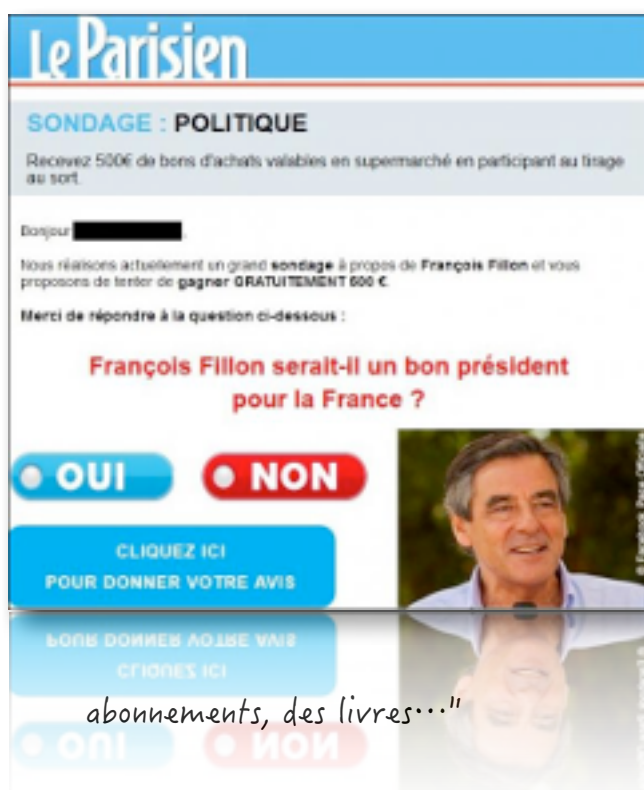 Le Parisien
SONDAGE : POLITIQUE
Recevez 500€ de bons d'achats valables en supermarché en participant au tirage
au sort.
Bonjour
Nous réalisons actuellement un grand sondage à propos de François Fillon et vous
proposons de tenter de gagner GRATUITEMENT 500 €.
Merci de répondre à la question ci-dessous :
François Fillon serait-il un bon président
pour la France ?
OUI NON
CLIQUEZ ICI
POUR DONNER VOTRE AVIS
abonnements, des livres..."